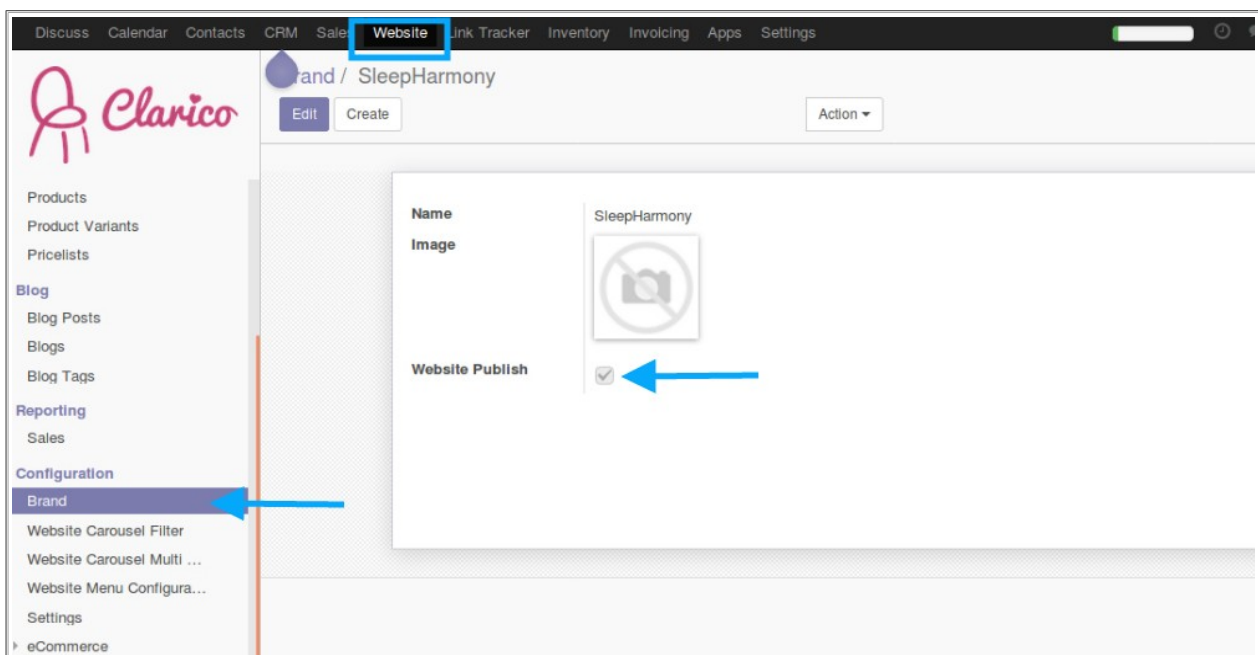 Discuss Calendar Contacts CRM Sales Website Link Tracker Inventory Invoicing Apps Settings
Clarico
Brand / SleepHarmony
Edit Create Action
Products
Product Variants
Pricelists
Blog
Blog Posts
Blogs
Blog Tags
Reporting
Sales
Configuration
Brand
Website Carousel Filter
Website Carousel Multi ...
Website Menu Configura...
Settings
eCommerce
Name SleepHarmony
Image
Website Publish